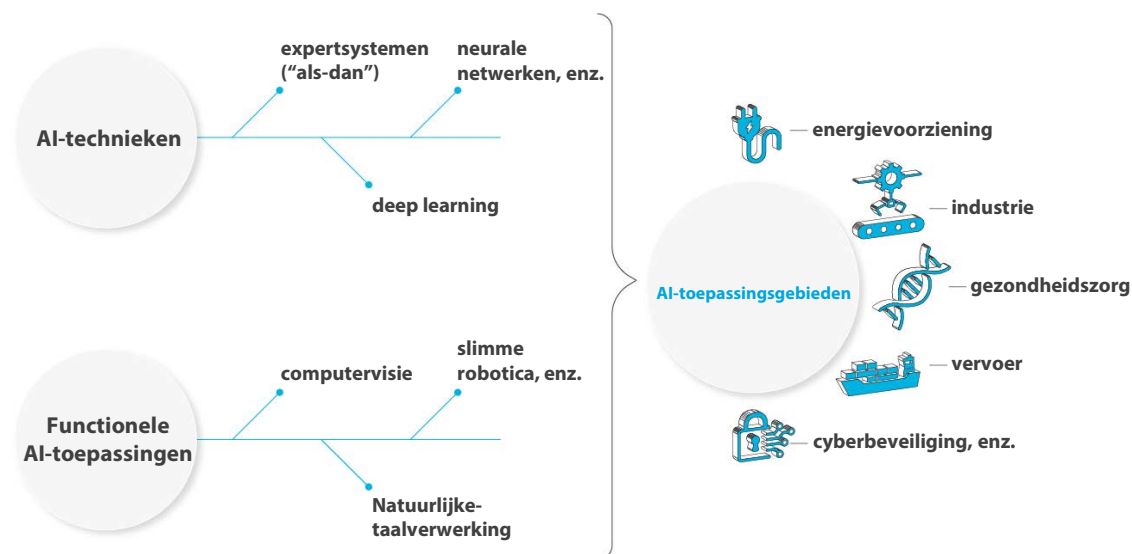 AI-technieken
expertsystemen
(“als-dan”)
neurale
netwerken, enz.
deep learning
Functionele
AI-toepassingen
computervisie
slimme
robotica, enz.
Natuurlijke-
taalverwerking
AI-toepassingsgebieden
energievoorziening
industrie
gezondheidszorg
vervoer
cyberbeveiliging, enz.